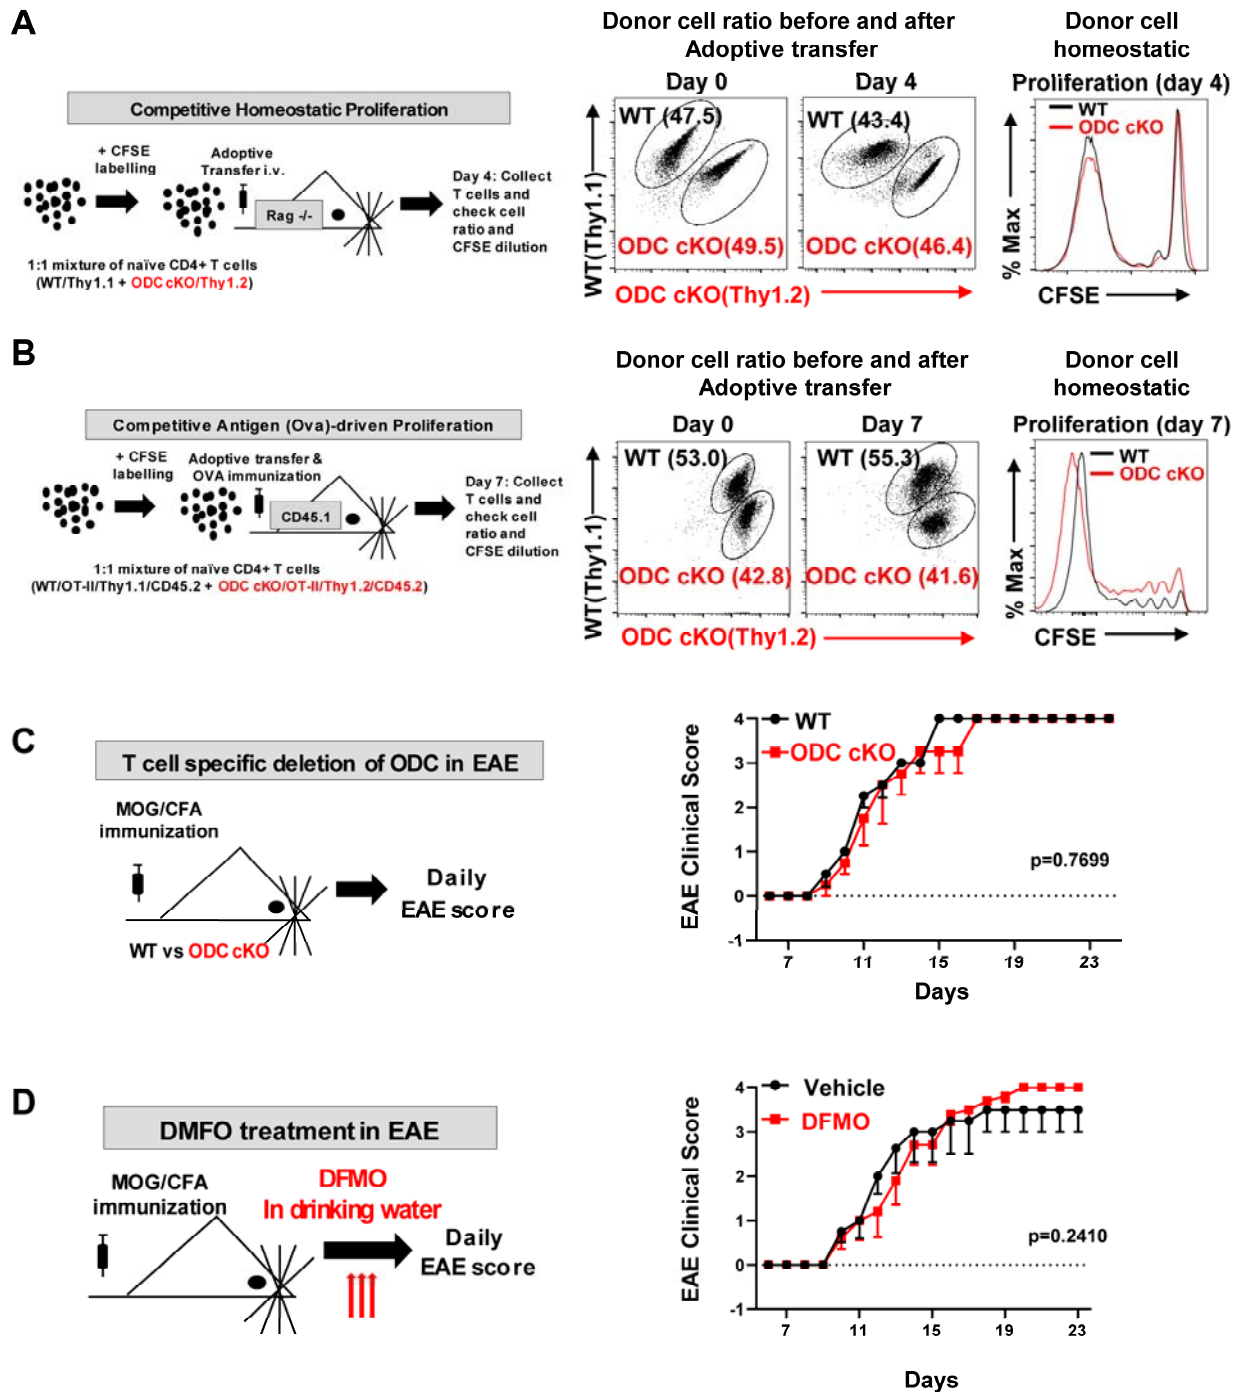 A
Competitive Homeostatic Proliferation
+ CFSE
labelling
Adoptive
Transfer i.v.
Rag -/-
Day 4: Collect
T cells and
check cell
ratio and
CFSE dilution
1:1 mixture of naïve CD4+ T cells
(WT/Thy1.1 + ODC cKO/Thy1.2)
Donor cell ratio before and after
Adoptive transfer
Day 0
Day 4
WT (47.5)
WT (43.4)
ODC cKO(49.5)
ODC cKO(46.4)
WT(Thy1.1)
ODC cKO(Thy1.2)
Donor cell
homeostatic
Proliferation (day 4)
WT
ODC cKO
% Max
CFSE
B
Competitive Antigen (Ova)-driven Proliferation
+ CFSE
labelling
Adoptive transfer &
OVA immunization
CD45.1
Day 7: Collect
T cells and
check cell
ratio and
CFSE dilution
1:1 mixture of naïve CD4+ T cells
(WT/OT-II/Thy1.1/CD45.2 + ODC cKO/OT-II/Thy1.2/CD45.2)
Donor cell ratio before and after
Adoptive transfer
Day 0
Day 7
WT (53.0)
WT (55.3)
ODC cKO (42.8)
ODC cKO (41.6)
WT(Thy1.1)
ODC cKO(Thy1.2)
Donor cell
homeostatic
Proliferation (day 7)
WT
ODC cKO
% Max
CFSE
C
T cell specific deletion of ODC in EAE
MOG/CFA
immunization
WT vs ODC cKO
Daily
EAE score
EAE Clinical Score
4
3
2
1
0
-1
WT
ODC cKO
p=0.7699
7 11 15 19 23
Days
D
DMFO treatment in EAE
MOG/CFA
immunization
DFMO
In drinking water
Daily
EAE score
EAE Clinical Score
4
3
2
1
0
-1
Vehicle
DFMO
p=0.2410
7 11 15 19 23
Days